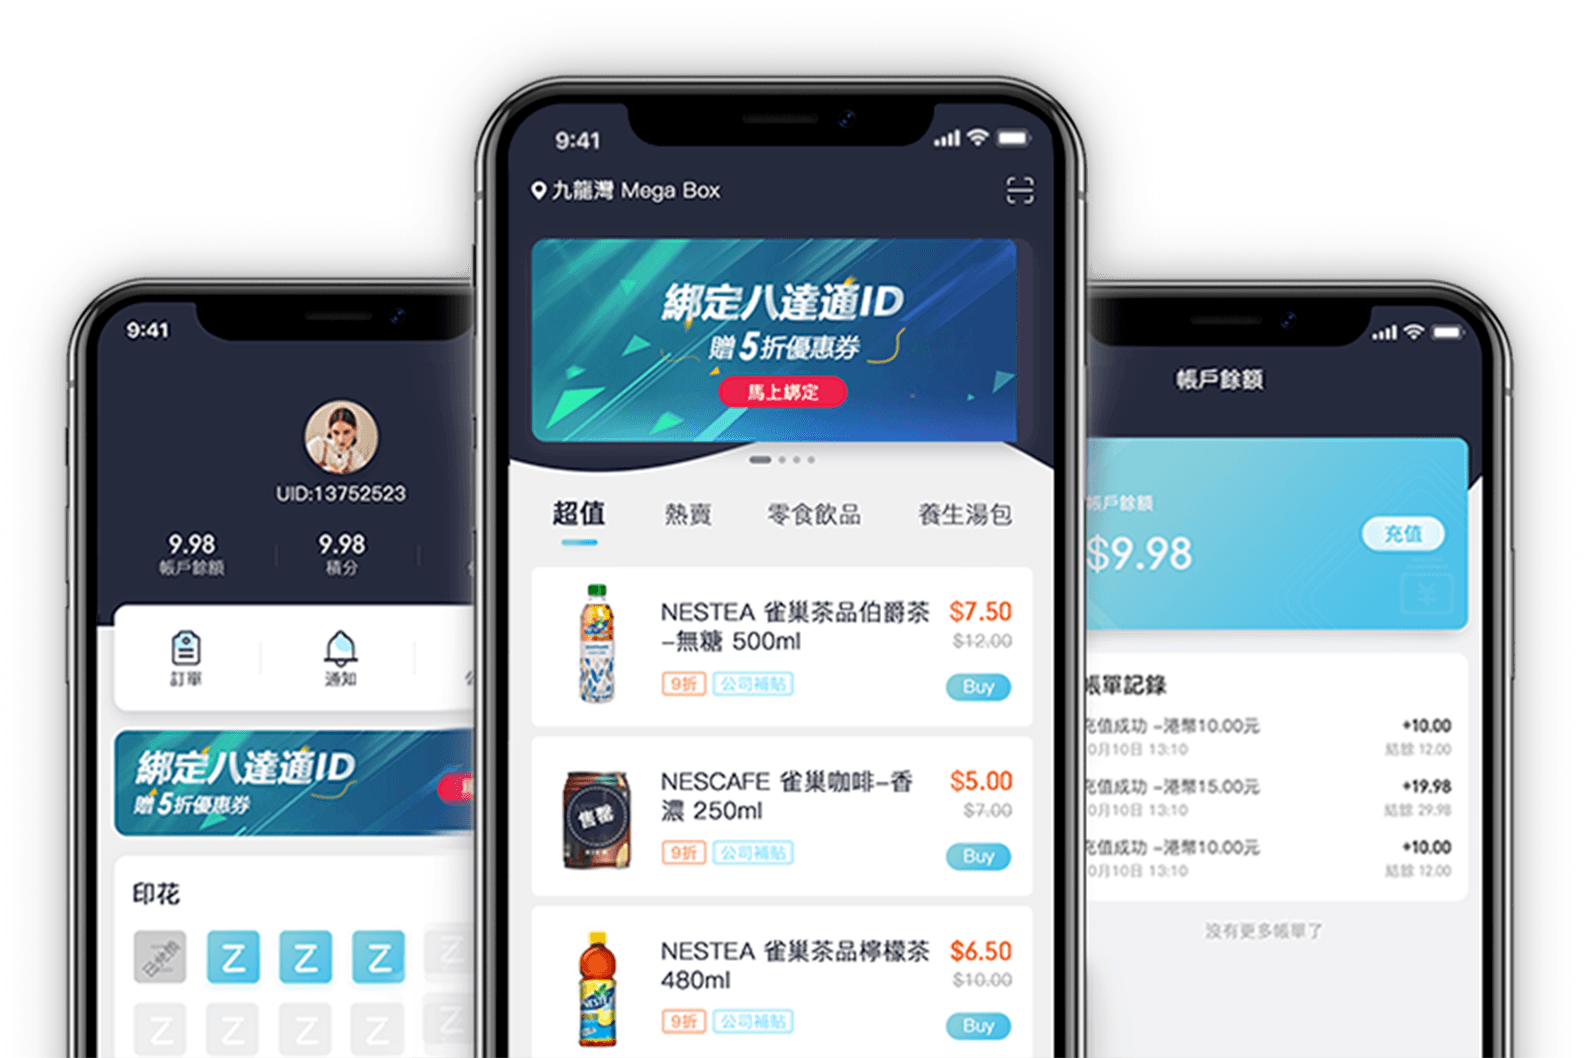 9:41
UID:13752523
9.98
帳戶餘額
9.98
積分
訂單
通知
綁定八達通ID
贈5折優惠券
印花
Z
Z
Z
Z
Z
Z
Z
Z
Z
9:41
九龍灣 Mega Box
綁定八達通ID
贈5折優惠券
馬上綁定
超值
熱賣
零食飲品
養生湯包
NESTEA 雀巢茶品伯爵茶
-無糖 500ml
$7.50
$12.00
9折
公司補貼
Buy
售罄
NESCAFE 雀巢咖啡-香
濃 250ml
$5.00
$7.00
9折
公司補貼
Buy
NESTEA
NESTEA 雀巢茶品檸檬茶
480ml
$6.50
$10.00
9折
公司補貼
Buy
帳戶餘額
帳戶餘額
$9.98
充值
¥
帳單記錄
充值成功 -港幣10.00元
+10.00
0月10日 13:10
結餘 12.00
充值成功 -港幣15.00元
+19.98
0月10日 13:10
結餘 29.98
充值成功 -港幣10.00元
+10.00
0月10日 13:10
結餘 12.00
沒有更多帳單了